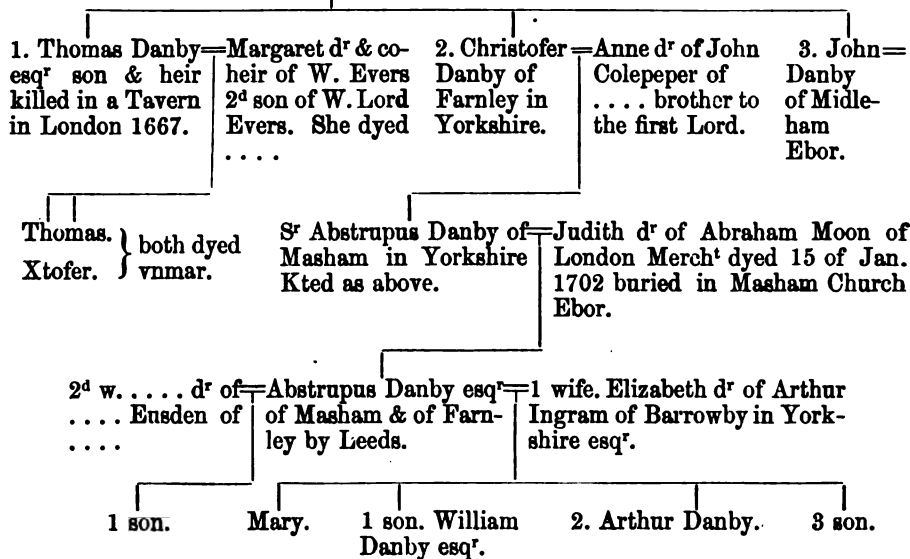 1. Thomas Danby=
esqʳ son & heir
killed in a Tavern
in London 1667.
Margaret dʳ & co-
heir of W. Evers
2ᵈ son of W. Lord
Evers. She dyed
. . . .
2. Christofer=
Danby of
Farnley in
Yorkshire.
Anne dʳ of John
Colepeper of
. . . . brother to
the first Lord.
3. John=
Danby
of Midle-
ham
Ebor.
Thomas.
Xtofer.
} both dyed
vnmar.
Sʳ Abstrupus Danby of=
Masham in Yorkshire
Kted as above.
Judith dʳ of Abraham Moon of
London Merchᵗ dyed 15 of Jan.
1702 buried in Masham Church
Ebor.
2ᵈ w. . . . . . dʳ of=
. . . . Eusden of
. . . .
Abstrupus Danby esqʳ=
of Masham & of Farn-
ley by Leeds.
1 wife. Elizabeth dʳ of Arthur
Ingram of Barrowby in York-
shire esqʳ.
1 son.
Mary.
1 son. William
Danby esqʳ.
2. Arthur Danby.
3 son.